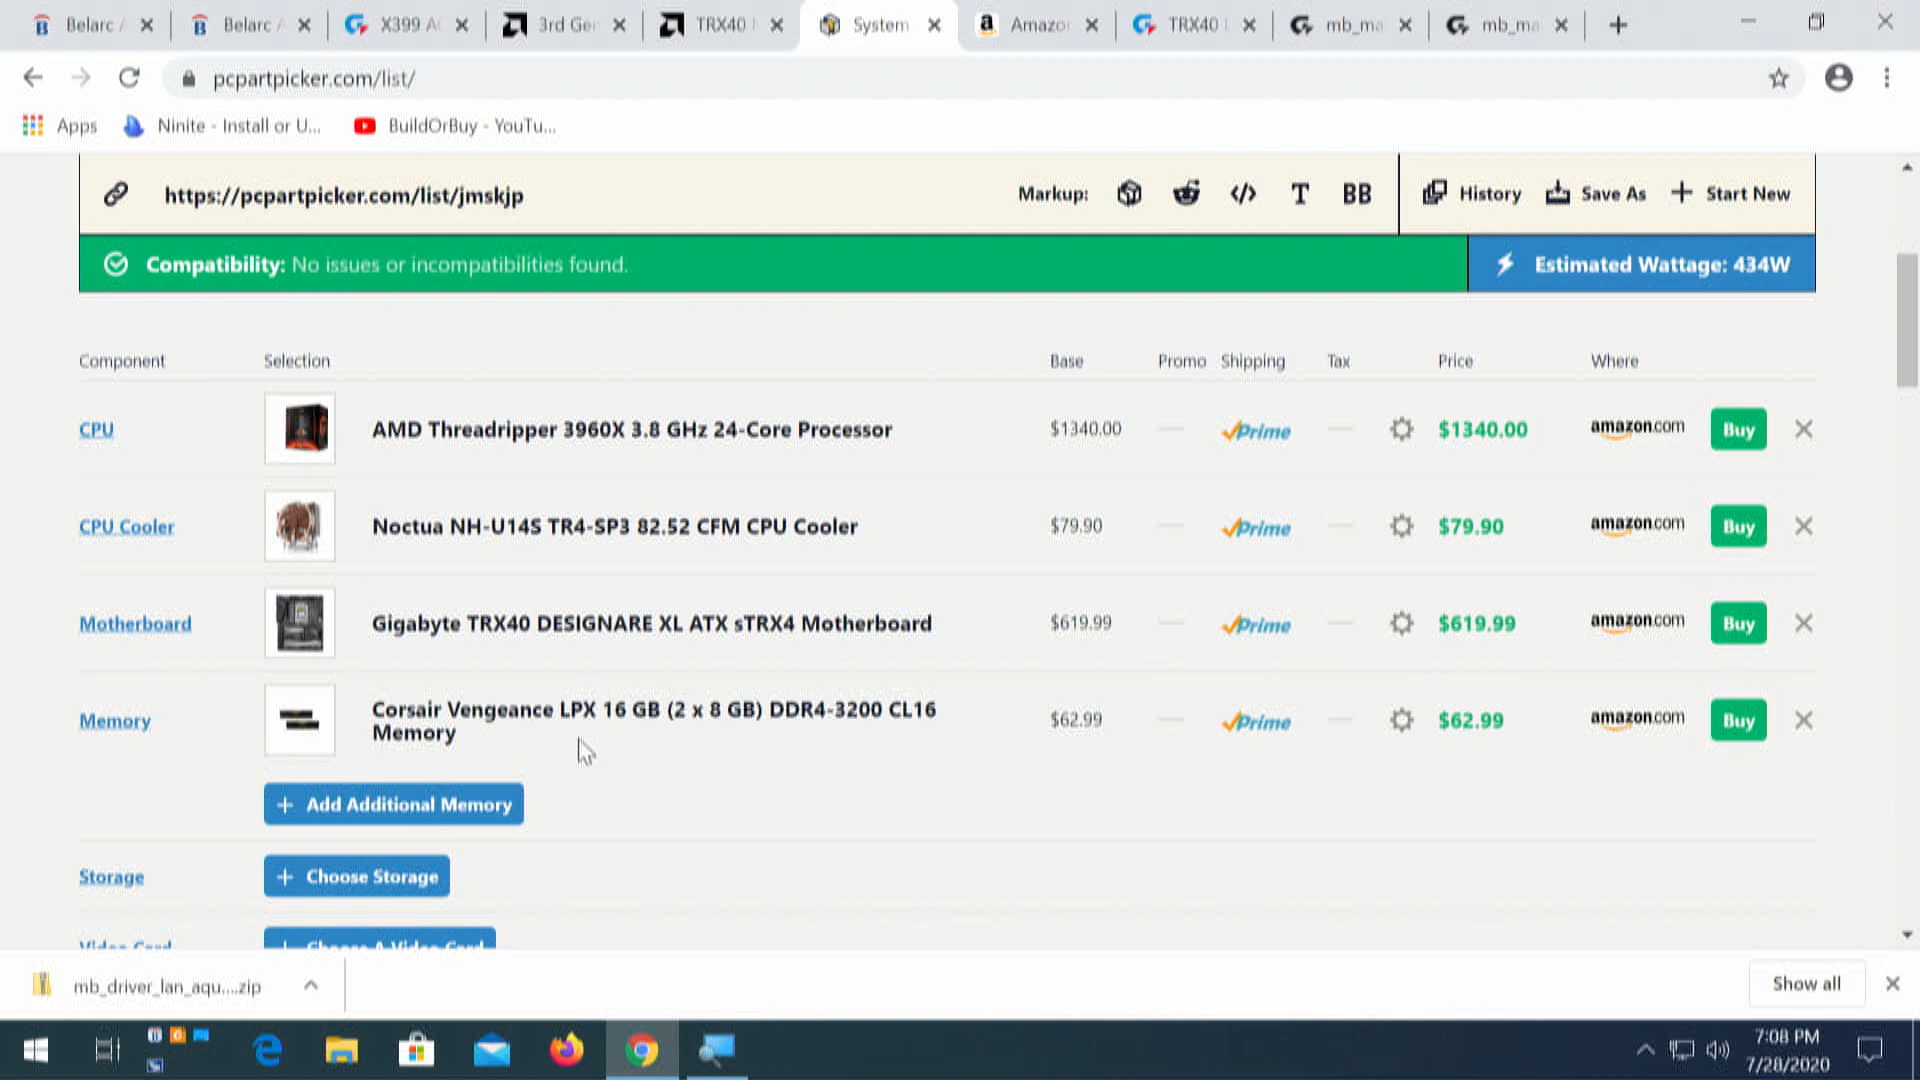 Belarc A
Belarc A
X399 A
3rd Ger
TRX40
System
Amazo
TRX40
mb_ma
mb_ma
pcpartpicker.com/list/
Apps
Ninite - Install or U...
BuildOrBuy - YouTu...
https://pcpartpicker.com/list/jmskjp
Markup:
T
BB
History
Save As
Start New
Compatibility: No issues or incompatibilities found.
Estimated Wattage: 434W
Component Selection Base Promo Shipping Tax Price Where
CPU AMD Threadripper 3960X 3.8 GHz 24-Core Processor $1340.00 Prime $1340.00 amazon.com Buy
CPU Cooler Noctua NH-U14S TR4-SP3 82.52 CFM CPU Cooler $79.90 Prime $79.90 amazon.com Buy
Motherboard Gigabyte TRX40 DESIGNARE XL ATX sTRX4 Motherboard $619.99 Prime $619.99 amazon.com Buy
Memory Corsair Vengeance LPX 16 GB (2 x 8 GB) DDR4-3200 CL16
Memory $62.99 Prime $62.99 amazon.com Buy
+ Add Additional Memory
Storage + Choose Storage
Video Card + Choose A Video Card
mb_driver_lan_aqu....zip
Show all
7:08 PM
7/28/2020